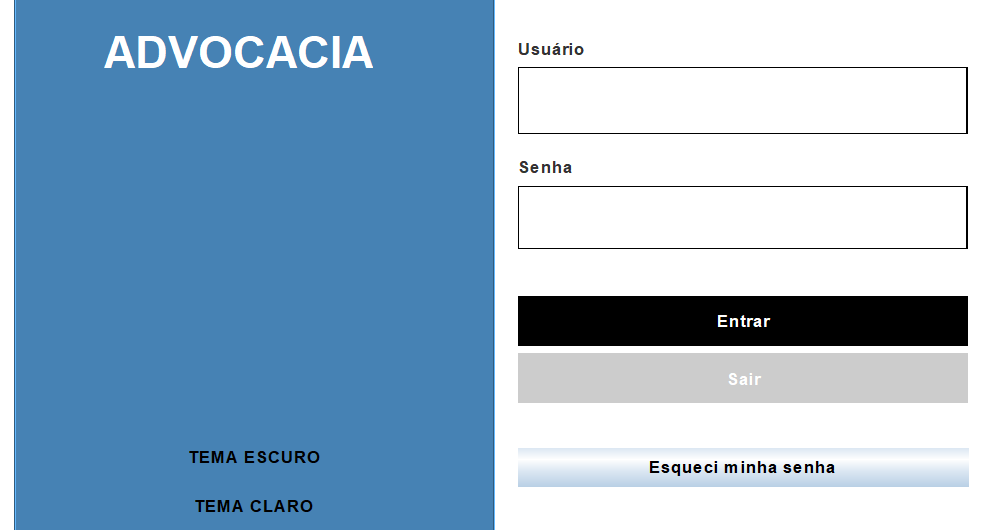 ADVOCACIA
TEMA ESCURO
TEMA CLARO
Usuário
Senha
Entrar
Sair
Esqueci minha senha